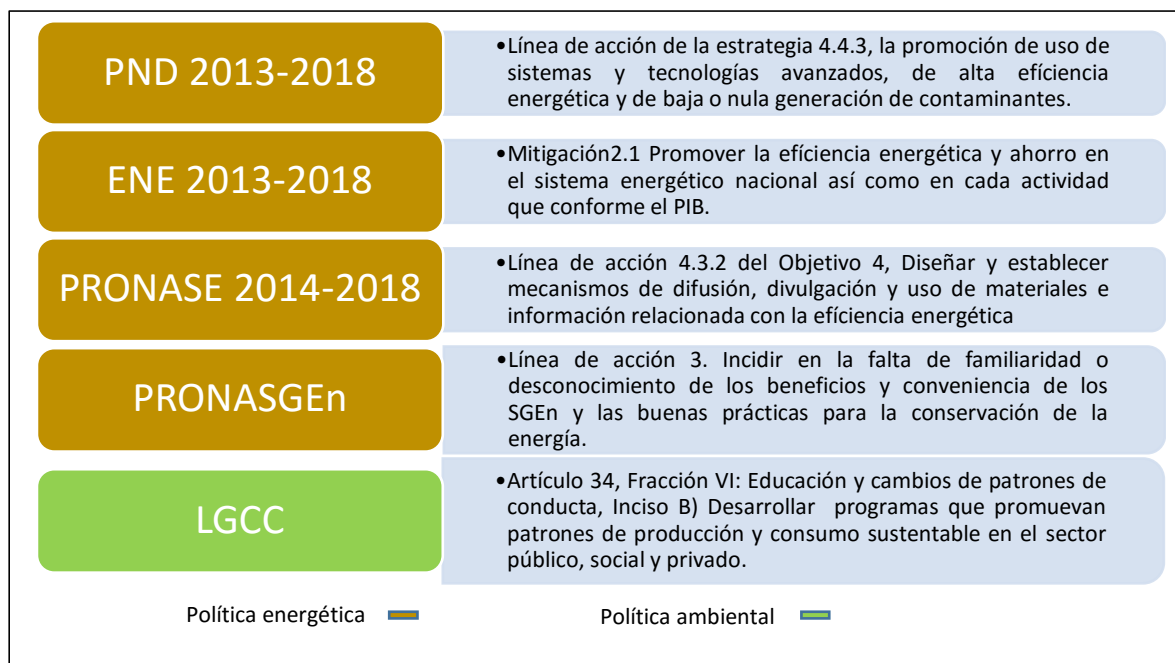 PND 2013-2018
•Línea de acción de la estrategia 4.4.3, la promoción de uso de
sistemas y tecnologías avanzados, de alta efíciencia
energética y de baja o nula generación de contaminantes.
ENE 2013-2018
•Mitigación2.1 Promover la efíciencia energética y ahorro en
el sistema energético nacional así como en cada actividad
que conforme el PIB.
PRONASE 2014-2018
•Línea de acción 4.3.2 del Objetivo 4, Diseñar y establecer
mecanismos de difusión, divulgación y uso de materiales e
información relacionada con la efíciencia energética
PRONASGEn
•Línea de acción 3. Incidir en la falta de familiaridad o
desconocimiento de los beneficios y conveniencia de los
SGEn y las buenas prácticas para la conservación de la
energía.
LGCC
•Artículo 34, Fracción VI: Educación y cambios de patrones de
conducta, Inciso B) Desarrollar programas que promuevan
patrones de producción y consumo sustentable en el sector
público, social y privado.
Política energética
Política ambiental